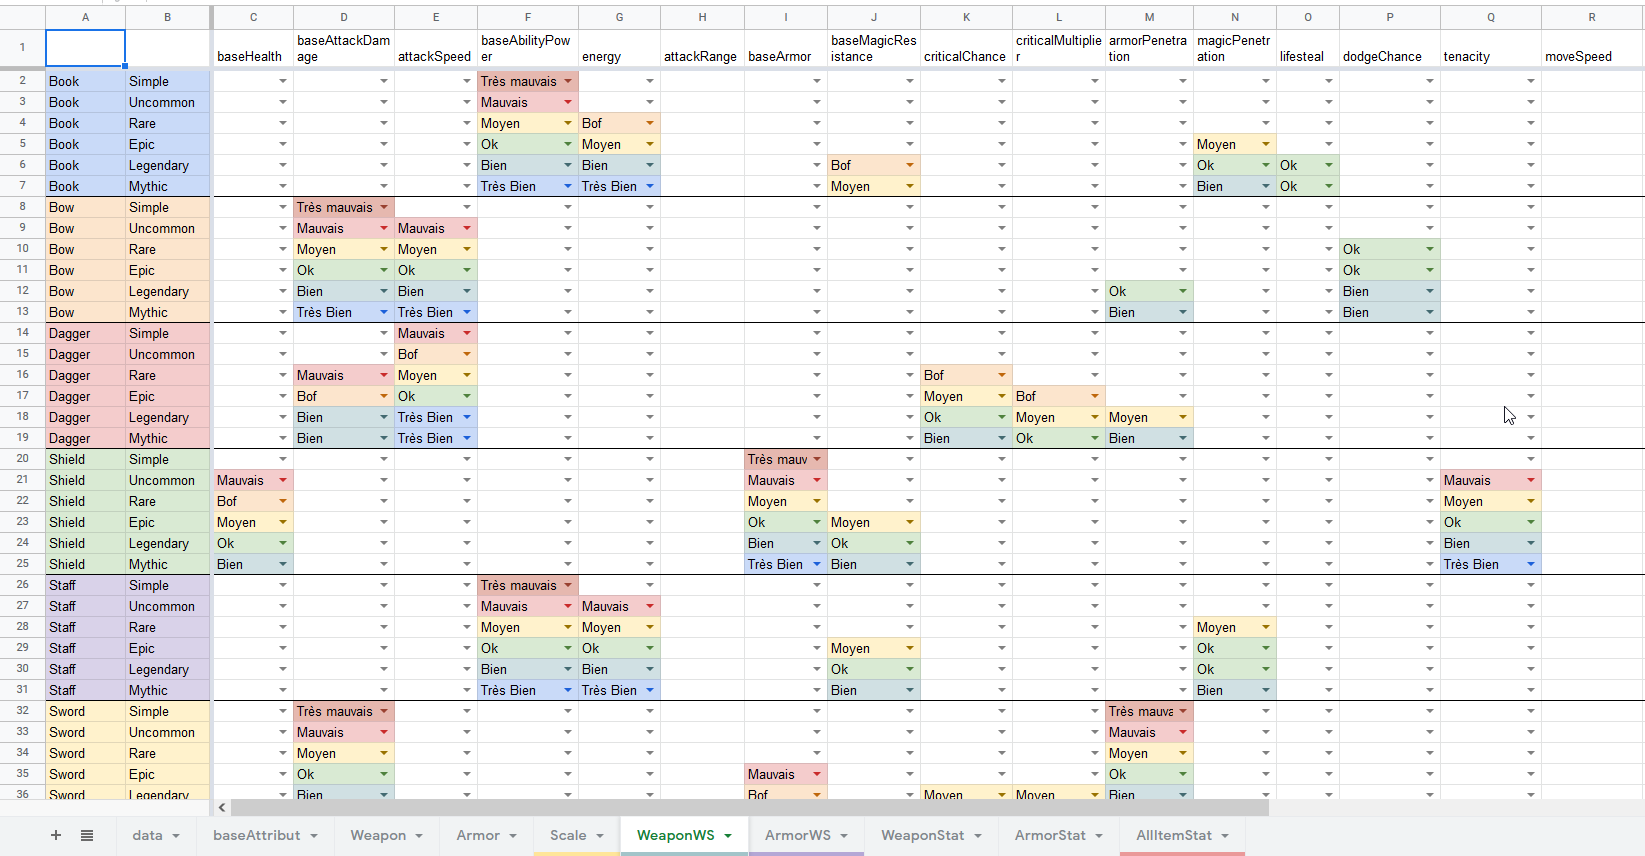 A B C D E F G H I J K L M N O P Q R
1 baseHealth baseAttackDamage attackSpeed baseAbilityPower energy attackRange baseArmor baseMagicResistance criticalChance criticalMultiplier armorPenetration magicPenetration lifesteal dodgeChance tenacity moveSpeed
2 Book Simple Très mauvais
3 Book Uncommon Mauvais
4 Book Rare Moyen Bof
5 Book Epic Ok Moyen Moyen
6 Book Legendary Bien Bien Bof Ok Ok
7 Book Mythic Très Bien Très Bien Moyen Bien Ok
8 Bow Simple Très mauvais
9 Bow Uncommon Mauvais Mauvais
10 Bow Rare Moyen Moyen Ok
11 Bow Epic Ok Ok Ok
12 Bow Legendary Bien Bien Ok Bien
13 Bow Mythic Très Bien Très Bien Bien Bien
14 Dagger Simple Mauvais
15 Dagger Uncommon Bof
16 Dagger Rare Mauvais Moyen Bof
17 Dagger Epic Bof Ok Moyen Bof
18 Dagger Legendary Bien Très Bien Ok Moyen Moyen
19 Dagger Mythic Bien Très Bien Bien Ok Bien
20 Shield Simple Très mauv
21 Shield Uncommon Mauvais Mauvais Mauvais
22 Shield Rare Bof Moyen Moyen
23 Shield Epic Moyen Ok Moyen Ok
24 Shield Legendary Ok Bien Ok Bien
25 Shield Mythic Bien Très Bien Bien Très Bien
26 Staff Simple Très mauvais
27 Staff Uncommon Mauvais Mauvais
28 Staff Rare Moyen Moyen Moyen
29 Staff Epic Ok Ok Moyen Ok
30 Staff Legendary Bien Bien Ok Ok
31 Staff Mythic Très Bien Très Bien Bien Bien
32 Sword Simple Très mauvais Très mauva
33 Sword Uncommon Mauvais Mauvais
34 Sword Rare Moyen Moyen
35 Sword Epic Ok Mauvais Ok
36 Sword Legendary Bien Bof Moyen Moyen Bien
data baseAttribut Weapon Armor Scale WeaponWS ArmorWS WeaponStat ArmorStat AllItemStat